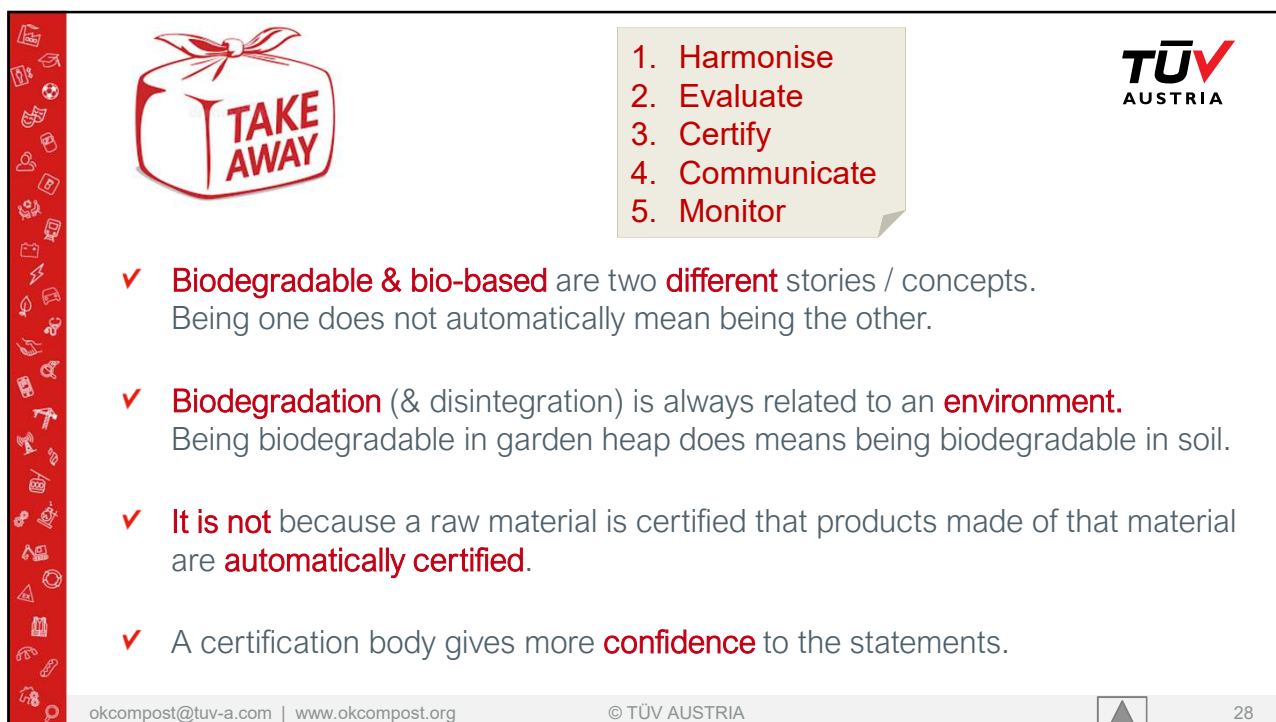 TAKE
AWAY
1. Harmonise
2. Evaluate
3. Certify
4. Communicate
5. Monitor
TÜV
AUSTRIA
✓ Biodegradable & bio-based are two different stories / concepts.
Being one does not automatically mean being the other.
✓ Biodegradation (& disintegration) is always related to an environment.
Being biodegradable in garden heap does means being biodegradable in soil.
✓ It is not because a raw material is certified that products made of that material
are automatically certified.
✓ A certification body gives more confidence to the statements.
okcompost@tuv-a.com | www.okcompost.org © TÜV AUSTRIA 28